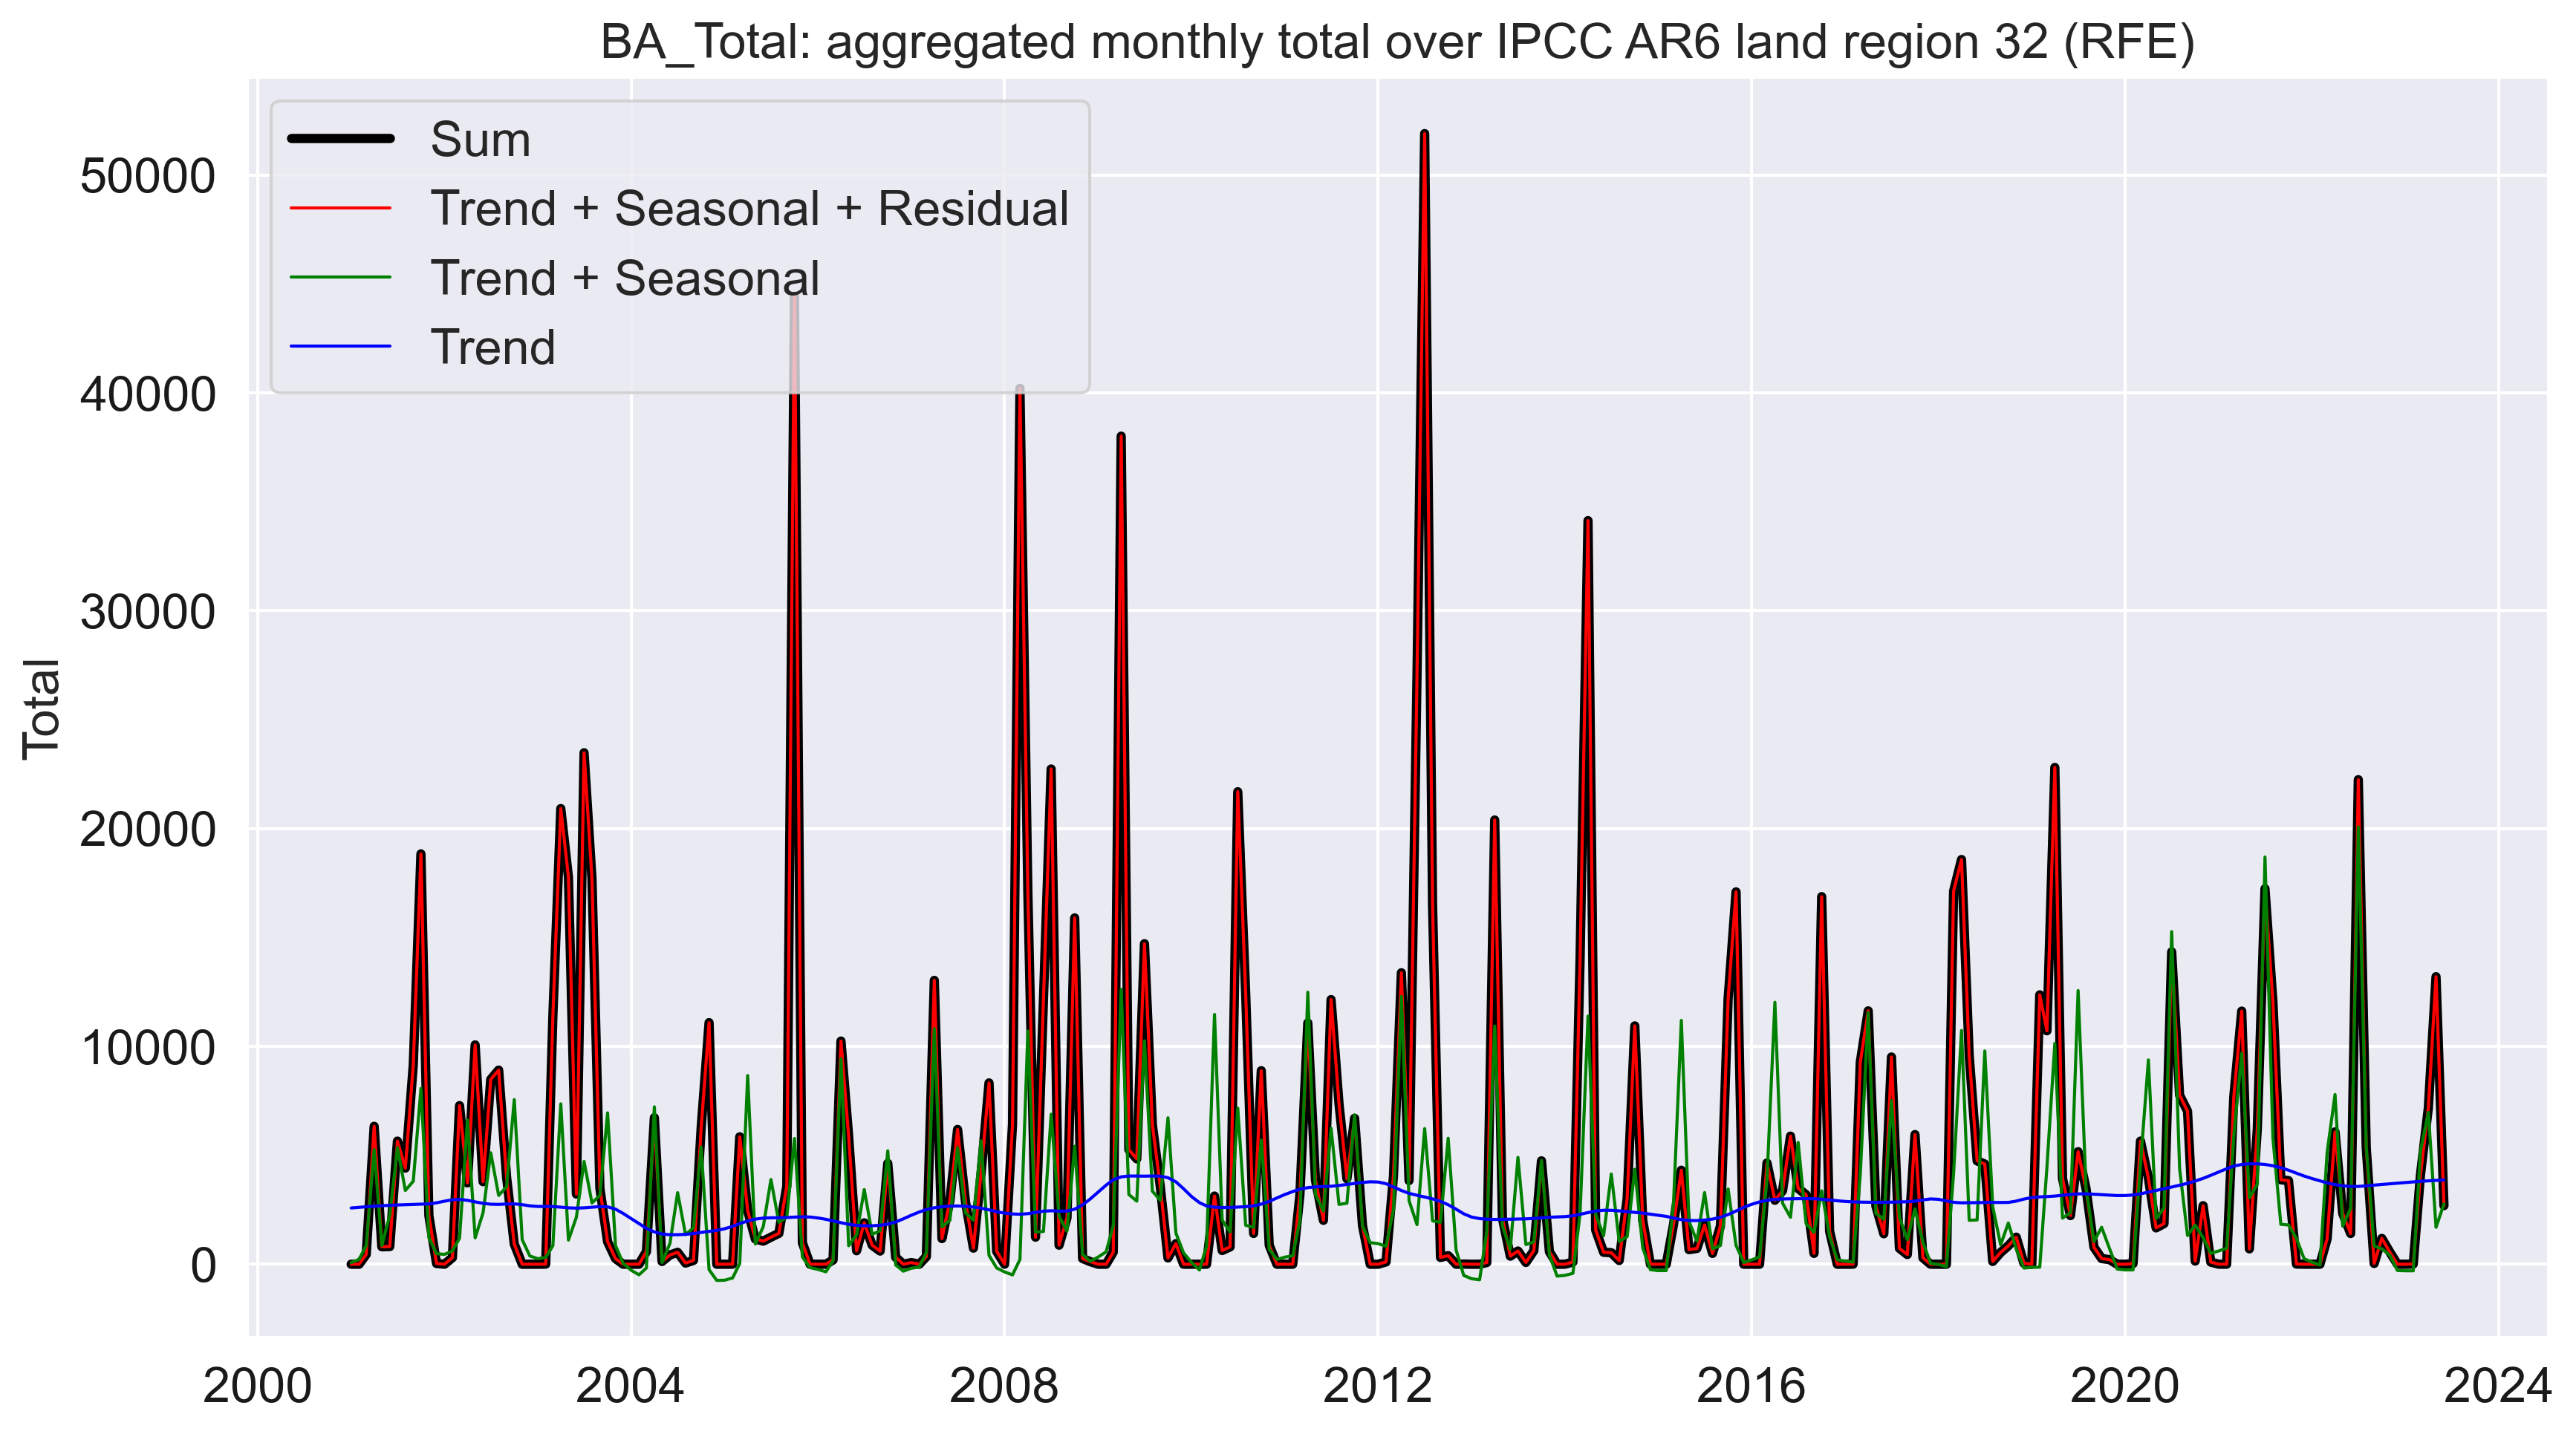 BA_Total: aggregated monthly total over IPCC AR6 land region 32 (RFE)
Sum
Trend + Seasonal + Residual
Trend + Seasonal
Trend
50000
40000
30000
20000
10000
0
Total
2000 2004 2008 2012 2016 2020 2024